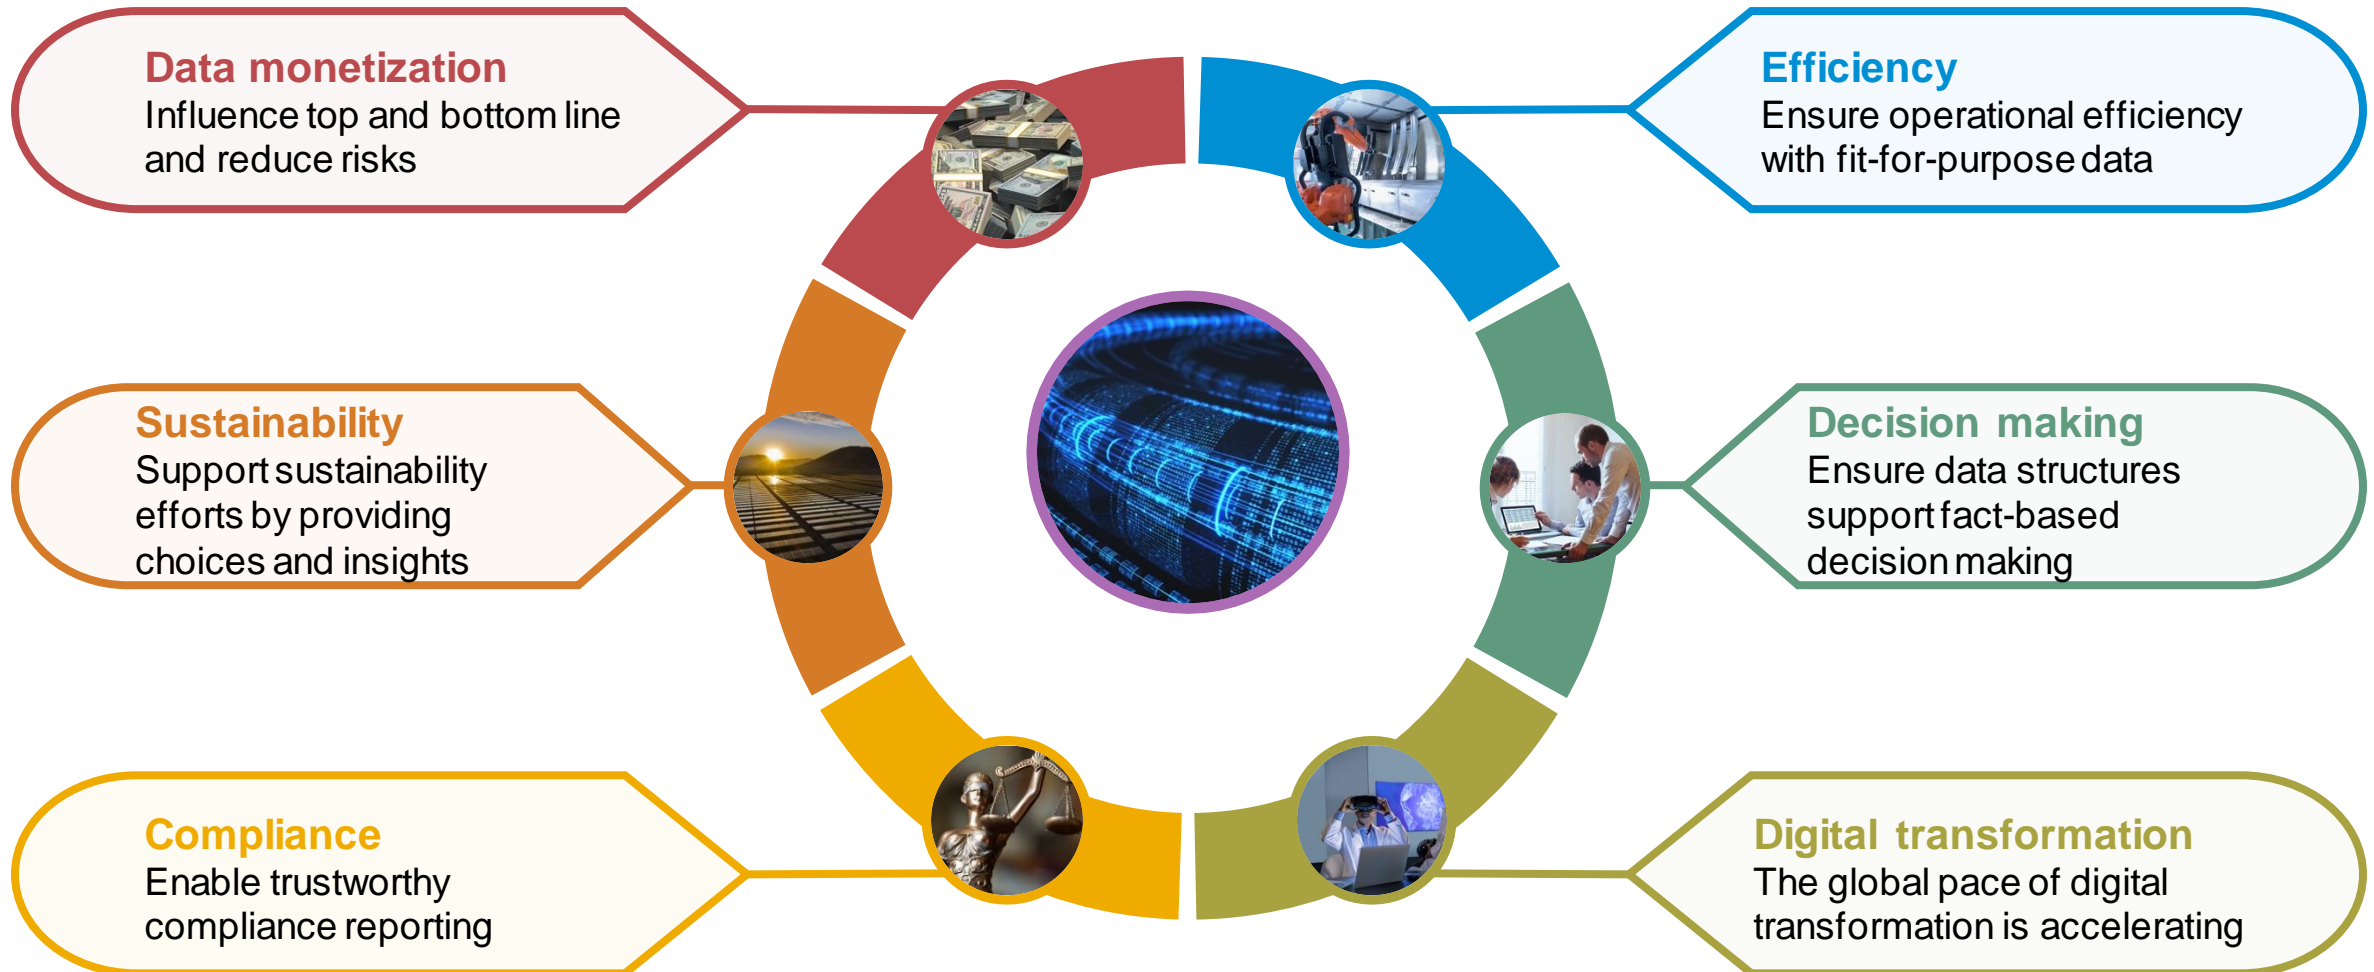 Data monetization
Influence top and bottom line
and reduce risks
Efficiency
Ensure operational efficiency
with fit-for-purpose data
Sustainability
Support sustainability
efforts by providing
choices and insights
Decision making
Ensure data structures
support fact-based
decision making
Compliance
Enable trustworthy
compliance reporting
Digital transformation
The global pace of digital
transformation is accelerating